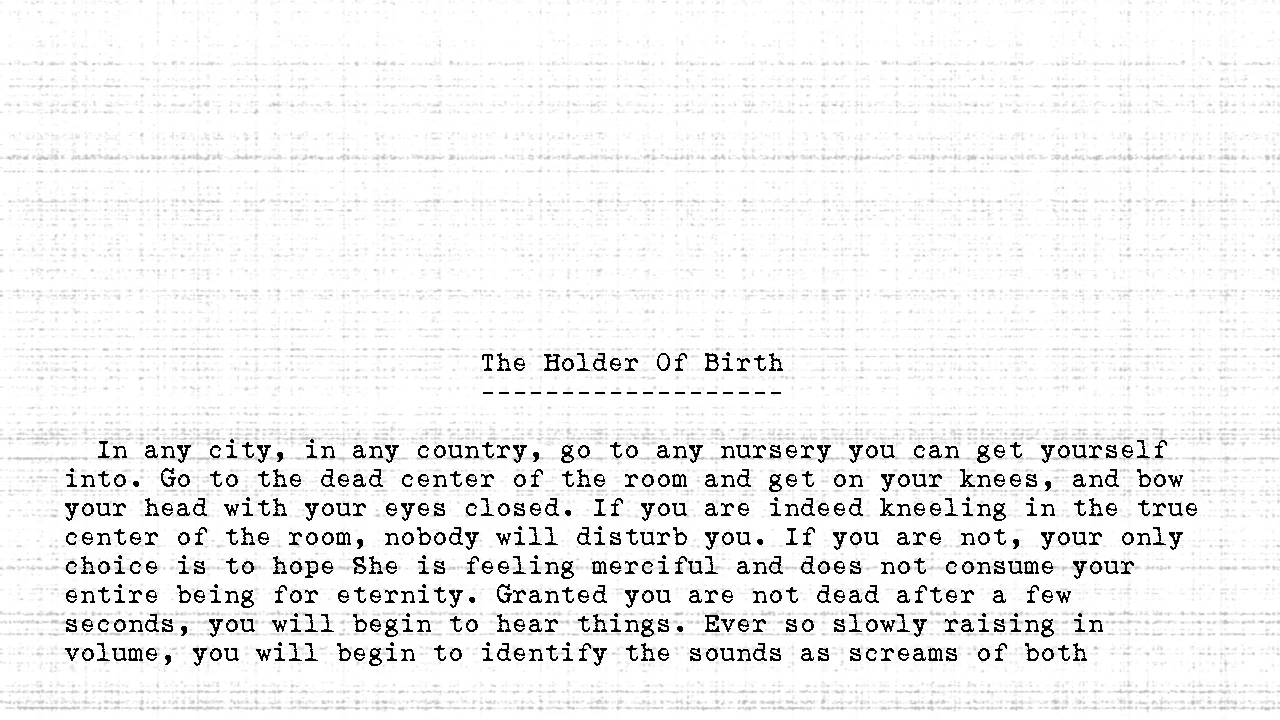 The Holder Of Birth
-------------------
In any city, in any country, go to any nursery you can get yourself
into. Go to the dead center of the room and get on your knees, and bow
your head with your eyes closed. If you are indeed kneeling in the true
center of the room, nobody will disturb you. If you are not, your only
choice is to hope She is feeling merciful and does not consume your
entire being for eternity. Granted you are not dead after a few
seconds, you will begin to hear things. Ever so slowly raising in
volume, you will begin to identify the sounds as screams of both